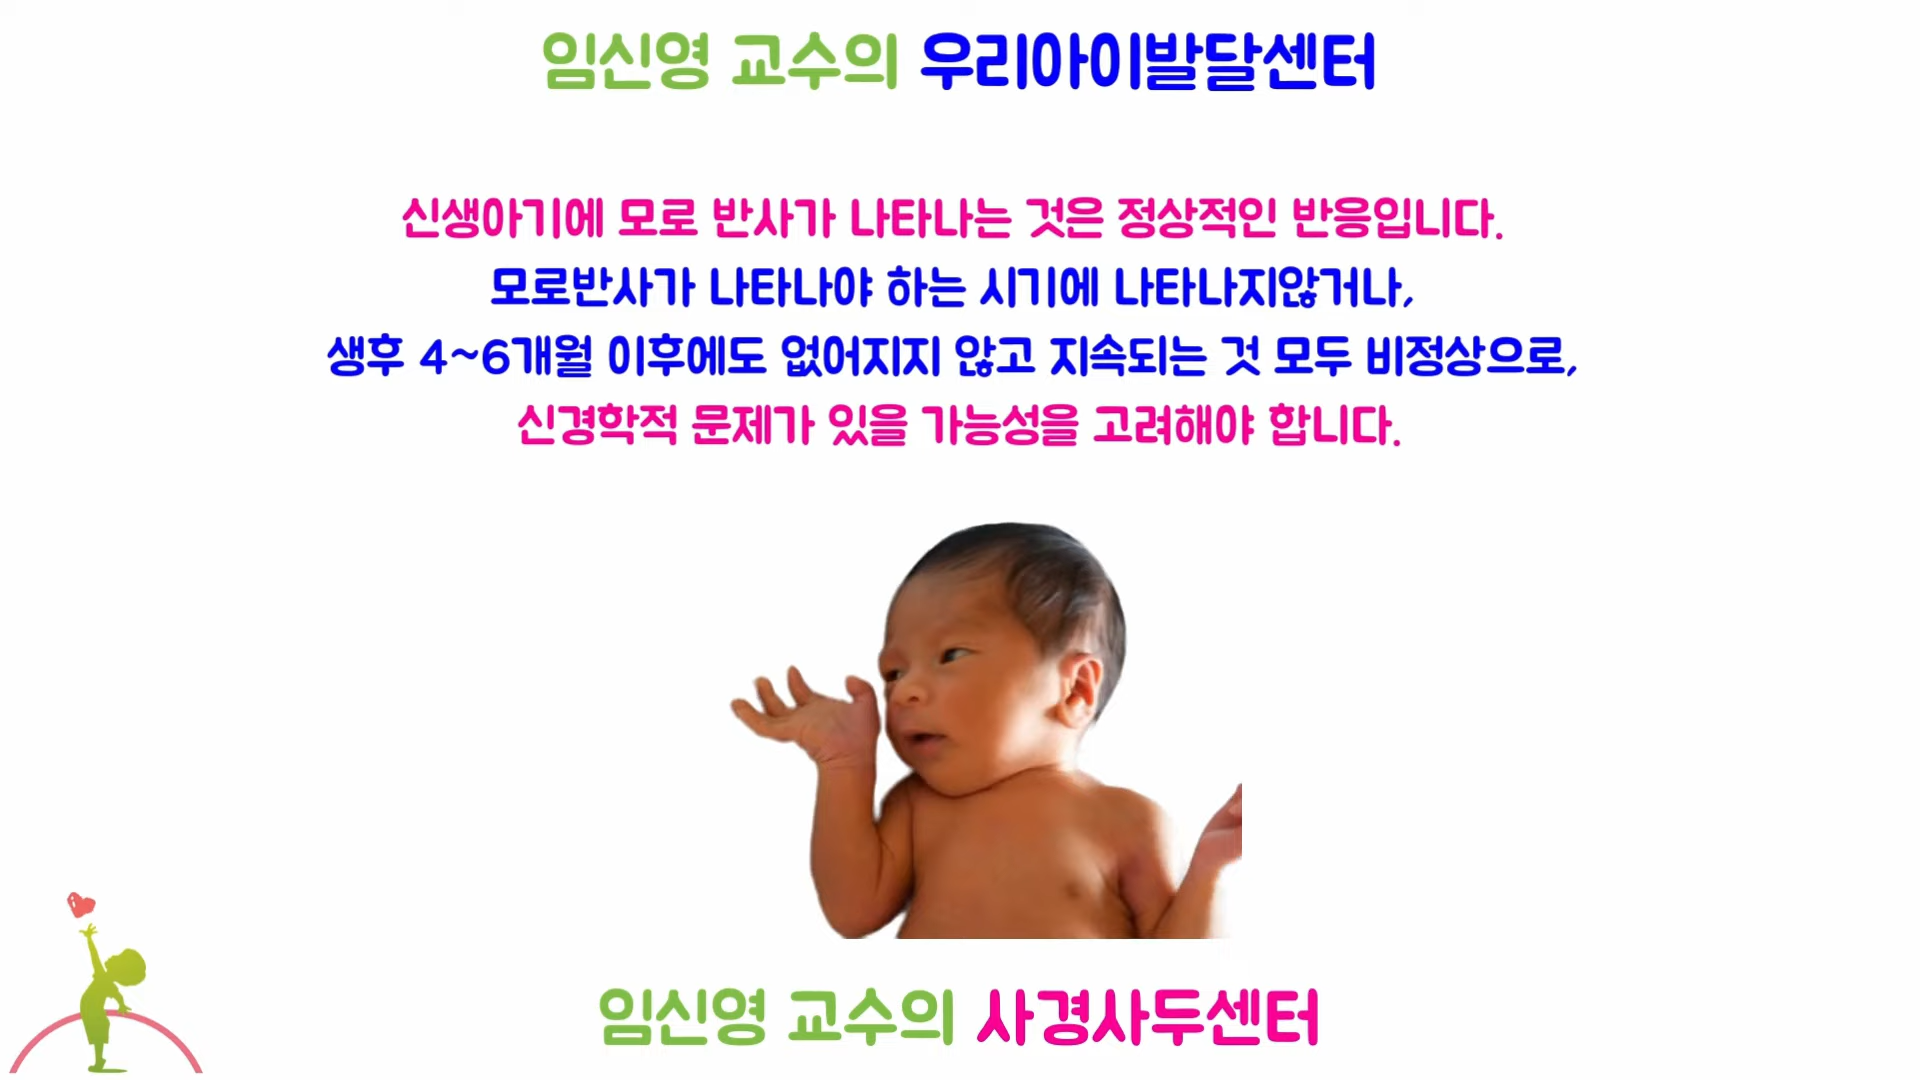 임신영 교수의 우리아이발달센터
신생아기에 모로 반사가 나타나는 것은 정상적인 반응입니다.
모로반사가 나타나야 하는 시기에 나타나지않거나,
생후 4~6개월 이후에도 없어지지 않고 지속되는 것 모두 비정상으로,
신경학적 문제가 있을 가능성을 고려해야 합니다.
임신영 교수의 사경사두센터